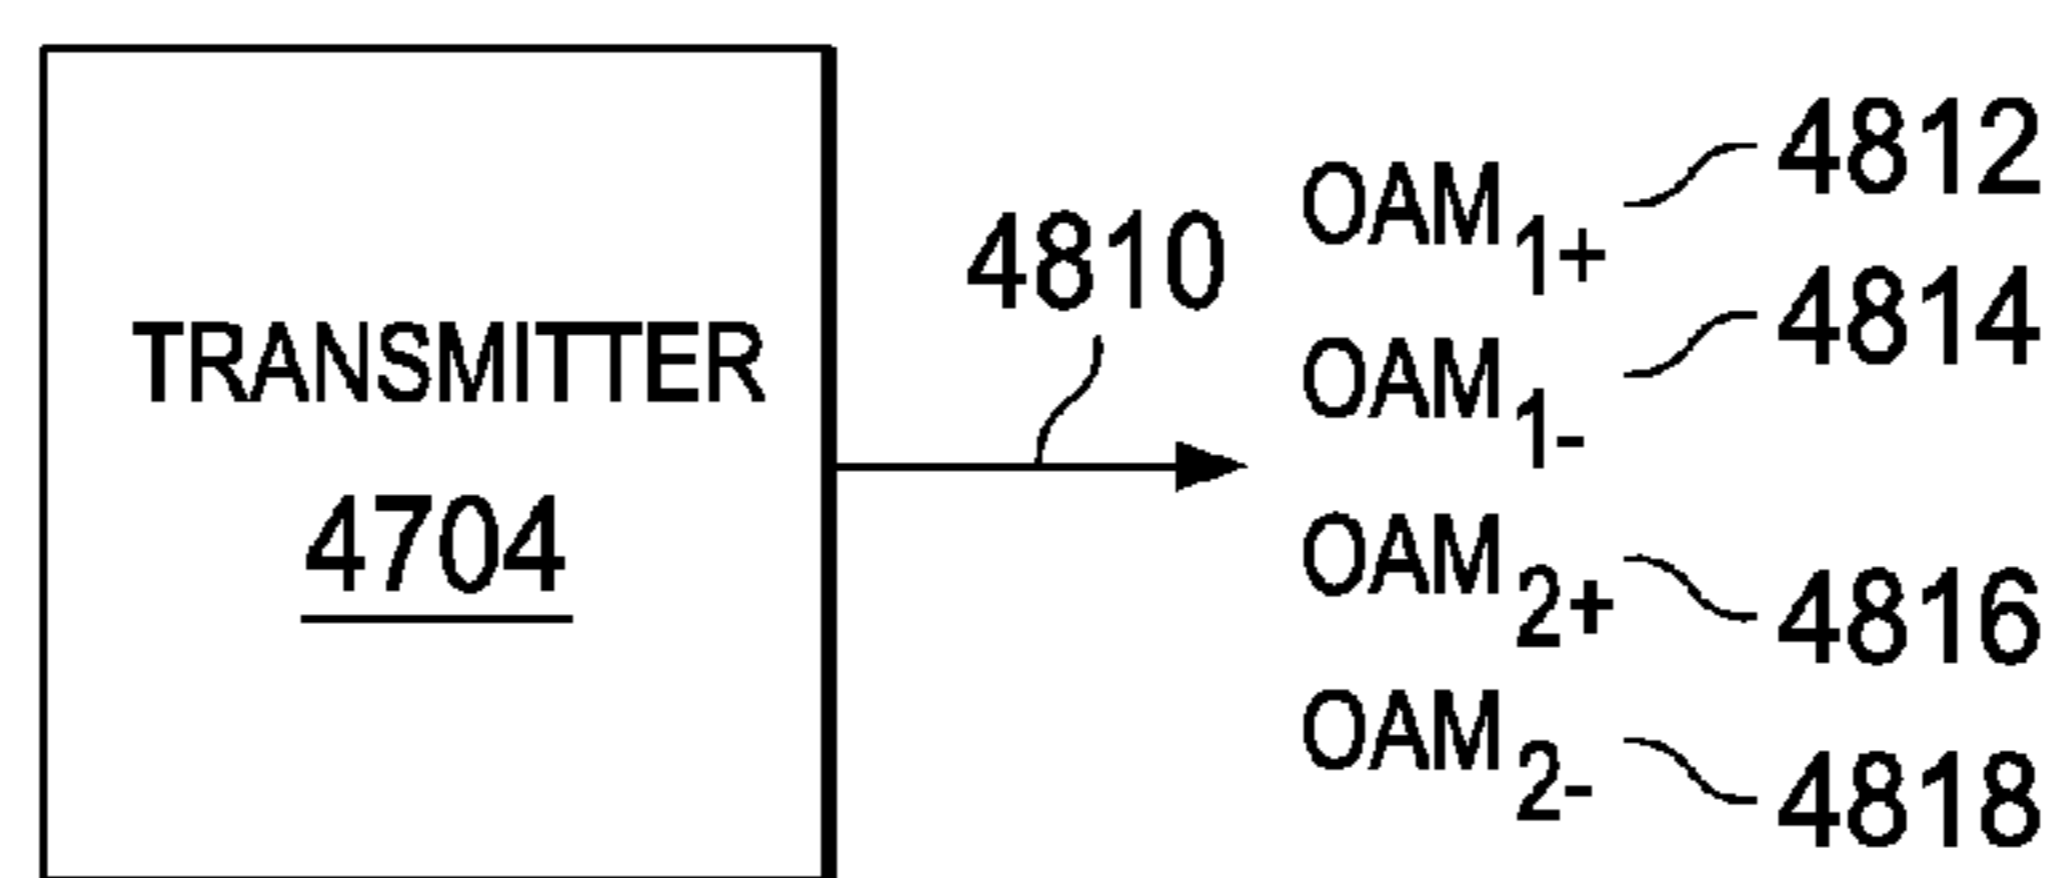 TRANSMITTER
4704
4810
OAM1+ 4812
OAM1- 4814
OAM2+ 4816
OAM2- 4818